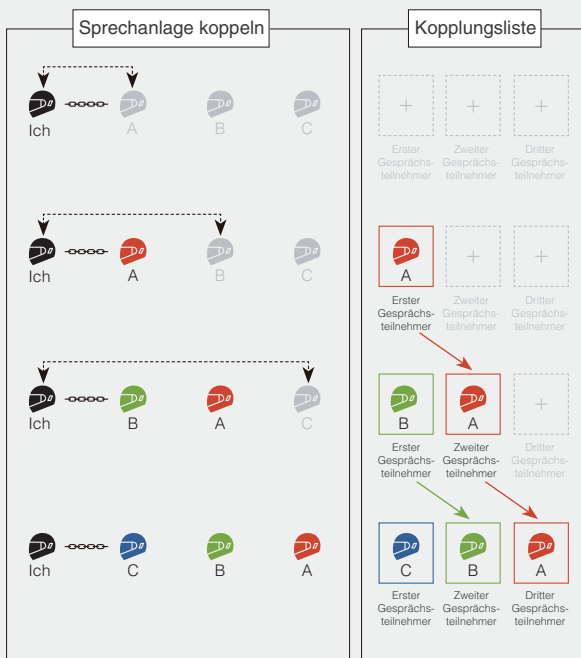 Sprechanlage koppeln
Ich
A
B
C
Ich
A
B
C
Ich
B
A
C
Ich
C
B
A
Kopplungsliste
Erster
Gesprächs-
teilnehmer
Zweiter
Gesprächs-
teilnehmer
Dritter
Gesprächs-
teilnehmer
A
Erster
Gesprächs-
teilnehmer
Zweiter
Gesprächs-
teilnehmer
Dritter
Gesprächs-
teilnehmer
B
A
Erster
Gesprächs-
teilnehmer
Zweiter
Gesprächs-
teilnehmer
Dritter
Gesprächs-
teilnehmer
C
B
A
Erster
Gesprächs-
teilnehmer
Zweiter
Gesprächs-
teilnehmer
Dritter
Gesprächs-
teilnehmer